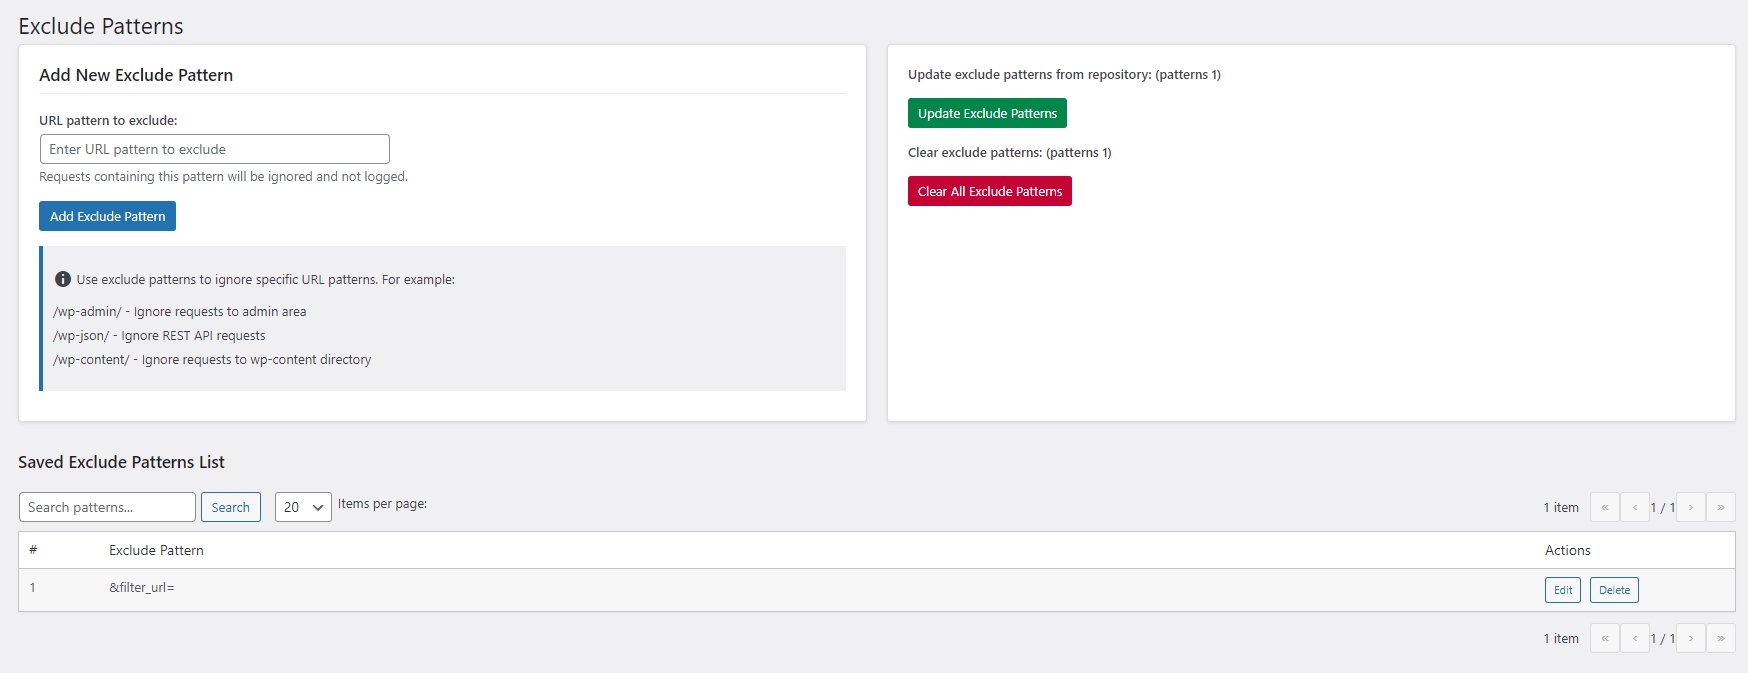 Exclude Patterns
Add New Exclude Pattern
URL pattern to exclude:
Enter URL pattern to exclude
Requests containing this pattern will be ignored and not logged.
Add Exclude Pattern
Use exclude patterns to ignore specific URL patterns. For example:
/wp-admin/ - Ignore requests to admin area
/wp-json/ - Ignore REST API requests
/wp-content/ - Ignore requests to wp-content directory
Update exclude patterns from repository: (patterns 1)
Update Exclude Patterns
Clear exclude patterns: (patterns 1)
Clear All Exclude Patterns
Saved Exclude Patterns List
Search patterns... Search 20 Items per page: 1 item « ‹ 1 / 1 › »
# Exclude Pattern Actions
1 &filter_url= Edit Delete
1 item « ‹ 1 / 1 › »